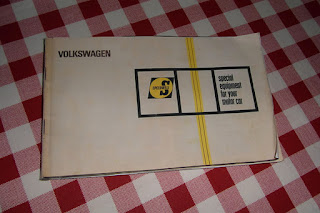 VOLKSWAGEN
S
special
equipment
for your
motor car